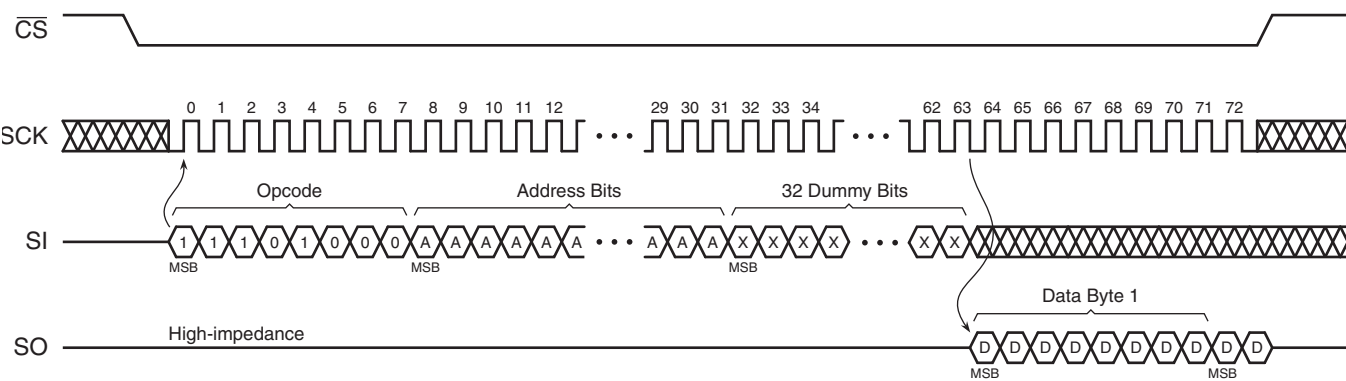 CS
0 1 2 3 4 5 6 7 8 9 10 11 12 29 30 31 32 33 34 62 63 64 65 66 67 68 69 70 71 72
SCK
Opcode Address Bits 32 Dummy Bits
SI 1 1 1 0 1 0 0 0 A A A A A A A A A X X X X X X
MSB MSB MSB
Data Byte 1
High-impedance
SO D D D D D D D D D D
MSB MSB